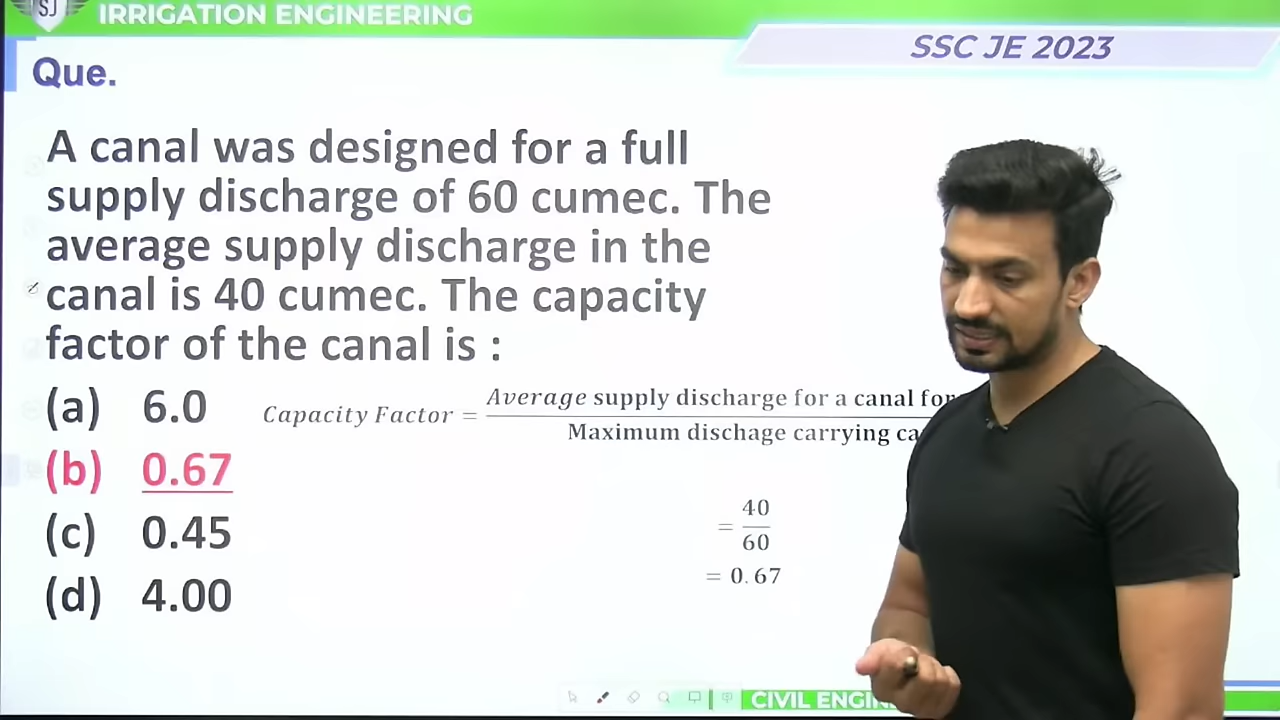 SJ
IRRIGATION ENGINEERING
SSC JE 2023
Que.
A canal was designed for a full
supply discharge of 60 cumec. The
average supply discharge in the
canal is 40 cumec. The capacity
factor of the canal is :
(a) 6.0
Capacity Factor = Average supply discharge for a canal for
Maximum dischage carrying ca
(b) 0.67
(c) 0.45
(d) 4.00
= 40
60
= 0.67
CIVIL ENGIN